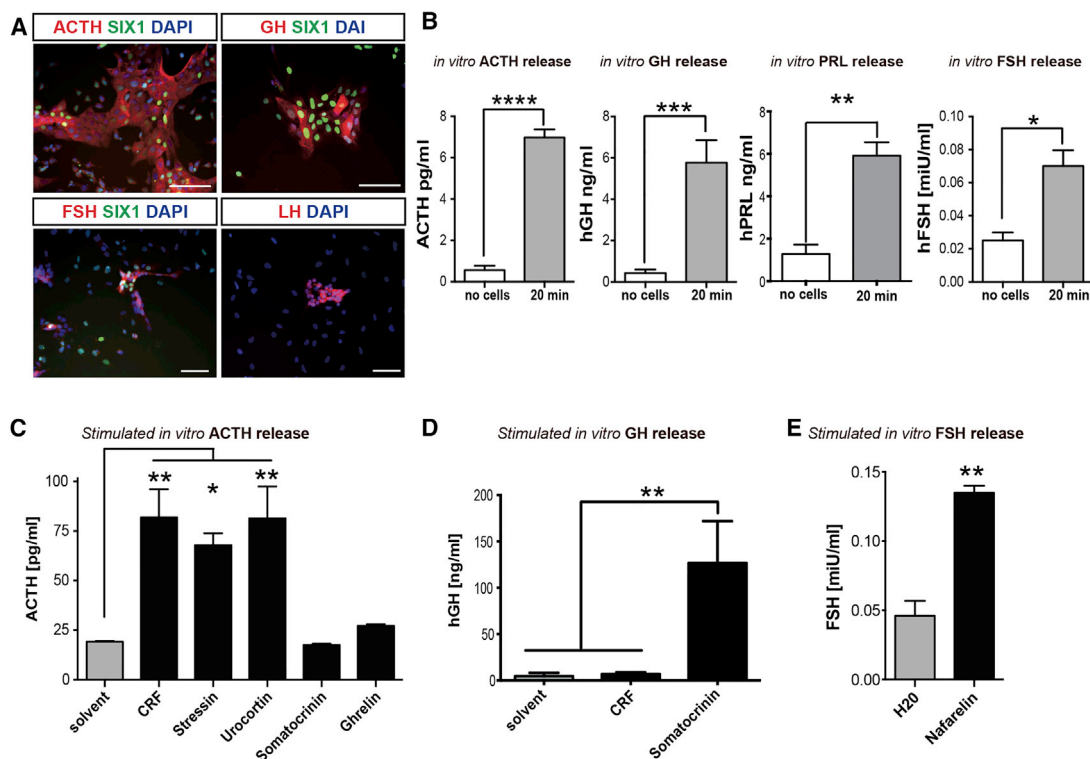 A
ACTH SIX1 DAPI
GH SIX1 DAI
FSH SIX1 DAPI
LH DAPI
B
in vitro ACTH release
in vitro GH release
in vitro PRL release
in vitro FSH release
****
***
**
*
ACTH pg/ml
8
6
4
2
0
no cells
20 min
hGH ng/ml
8
6
4
2
0
no cells
20 min
hPRL ng/ml
9
6
3
0
no cells
20 min
hFSH [miU/ml]
0.10
0.08
0.06
0.04
0.02
0.00
no cells
20 min
C
Stimulated in vitro ACTH release
** * **
ACTH [pg/ml]
100
75
50
25
0
solvent
CRF
Stressin
Urocortin
Somatocrinin
Ghrelin
D
Stimulated in vitro GH release
**
hGH [ng/ml]
200
150
100
50
0
solvent
CRF
Somatocrinin
E
Stimulated in vitro FSH release
**
FSH [miU/ml]
0.15
0.10
0.05
0.00
H20
Nafarelin